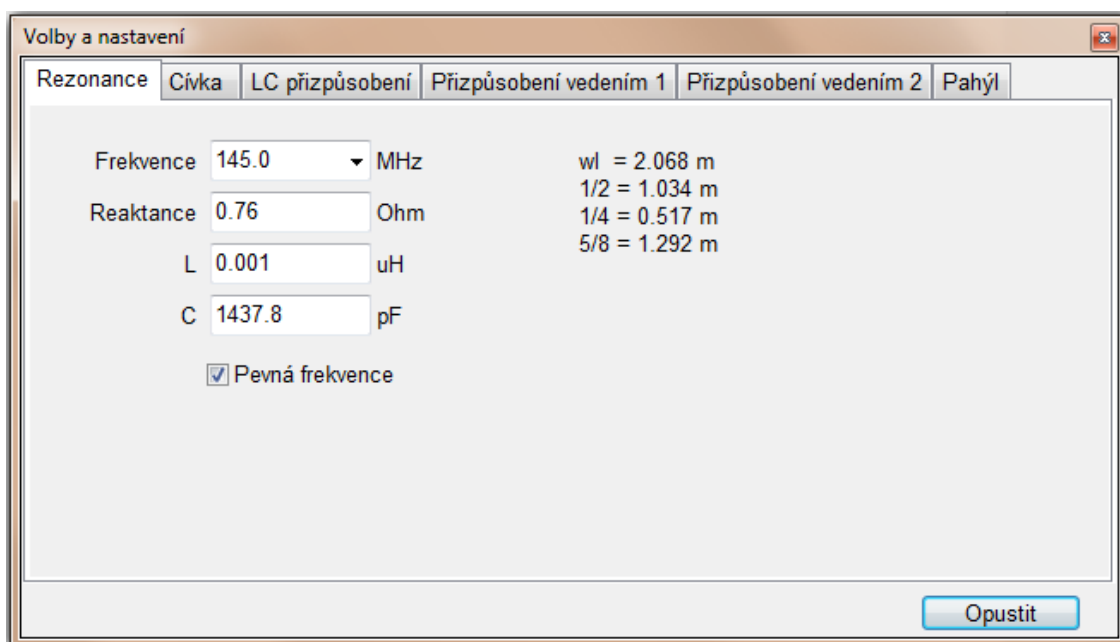 Volby a nastavení
Rezonance Cívka LC přizpůsobení Přizpůsobení vedením 1 Přizpůsobení vedením 2 Pahýl
Frekvence 145.0 MHz
Reaktance 0.76 Ohm
L 0.001 uH
C 1437.8 pF
Pevná frekvence
wl = 2.068 m
1/2 = 1.034 m
1/4 = 0.517 m
5/8 = 1.292 m
Opustit